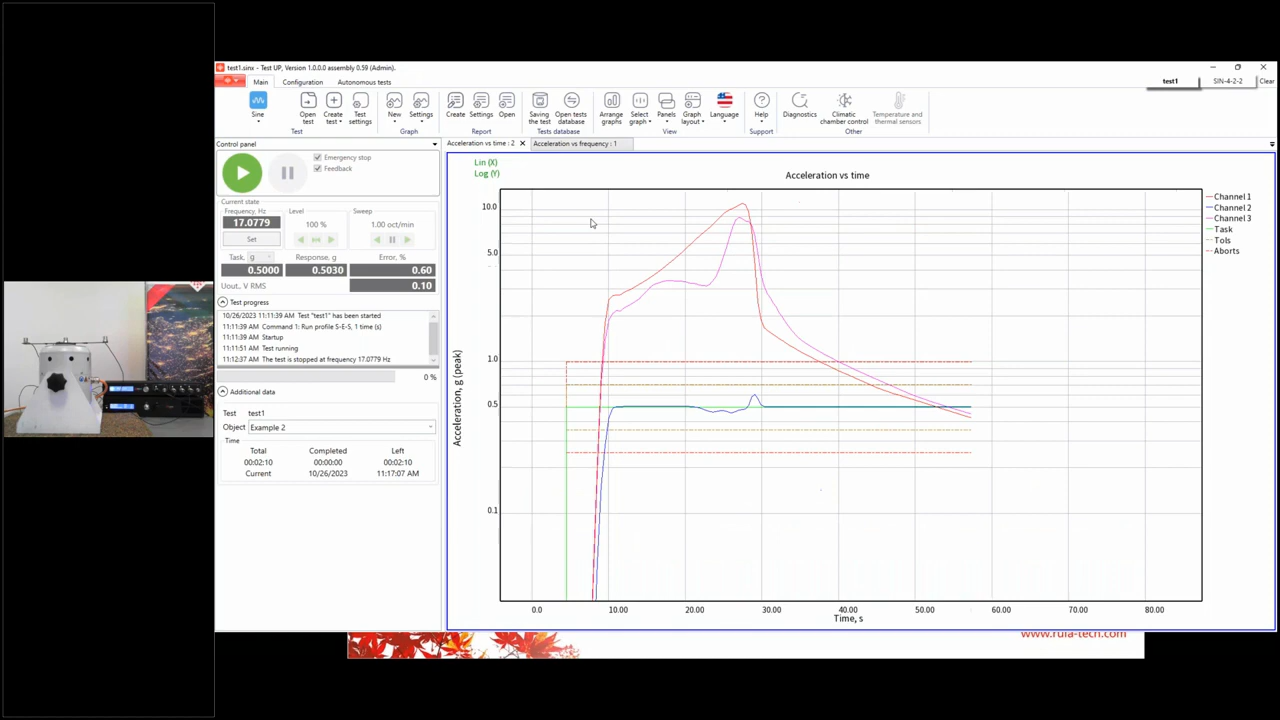 test1.sinx - Test UP, Version 1.0.0.0 assembly 0.59 (Admin).
Main Configuration Autonomous tests
test1 SIN-4-2-2 Clear
Sine Open test Create test Test settings New Settings Create Settings Open Saving the test Open tests database Arrange graphs Select graph Panels Graph layout Language Help Diagnostics Climatic chamber control Temperature and thermal sensors
Test Graph Report Tests database View Support Other
Control panel
Acceleration vs time : 2 Acceleration vs frequency : 1
Emergency stop
Feedback
Current state
Frequency, Hz Level Sweep
17.0779 100 % 1.00 oct/min
Set
Task, g Response, g Error, %
0.5000 0.5030 0.60
Uout., V RMS 0.10
Test progress
10/26/2023 11:11:39 AM Test "test1" has been started
11:11:39 AM Command 1: Run profile S-E-S, 1 time (s)
11:11:39 AM Startup
11:11:51 AM Test running
11:12:37 AM The test is stopped at frequency 17.0779 Hz
0 %
Additional data
Test test1
Object Example 2
Time
Total Completed Left
00:02:10 00:00:00 00:02:10
Current 10/26/2023 11:17:07 AM
Lin (X)
Log (Y)
Acceleration vs time
10.0
5.0
1.0
0.5
0.1
Acceleration, g (peak)
0.0 10.00 20.00 30.00 40.00 50.00 60.00 70.00 80.00
Time, s
Channel 1
Channel 2
Channel 3
Task
Tols
Aborts
www.rula-tech.com